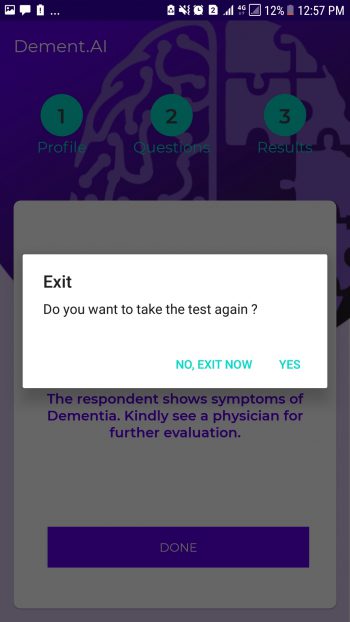 ... 2 4G 12% 12:57 PM
Dement.AI
1 2 3
Profile Questions Results
Exit
Do you want to take the test again ?
NO, EXIT NOW YES
The respondent shows symptoms of
Dementia. Kindly see a physician for
further evaluation.
DONE